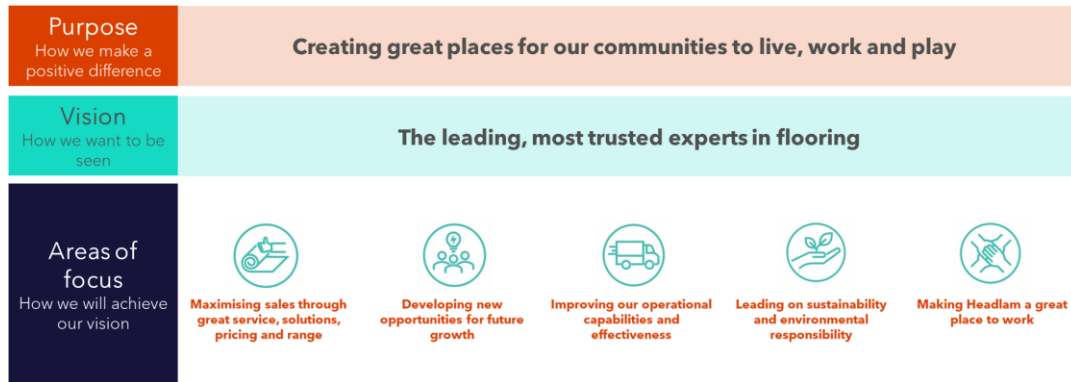 Purpose
How we make a
positive difference
Creating great places for our communities to live, work and play
Vision
How we want to be
seen
The leading, most trusted experts in flooring
Areas of
focus
How we will achieve
our vision
Maximising sales through
great service, solutions,
pricing and range
Developing new
opportunities for future
growth
Improving our operational
capabilities and
effectiveness
Leading on sustainability
and environmental
responsibility
Making Headlam a great
place to work